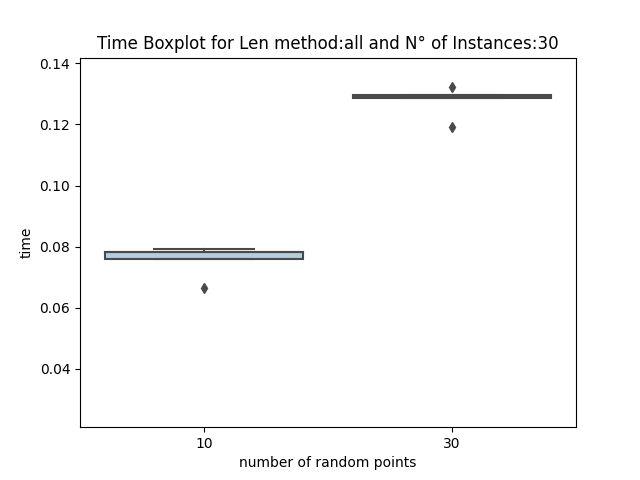 Time Boxplot for Len method:all and N° of Instances:30
0.14
0.12
0.10
0.08
0.06
0.04
time
10
30
number of random points